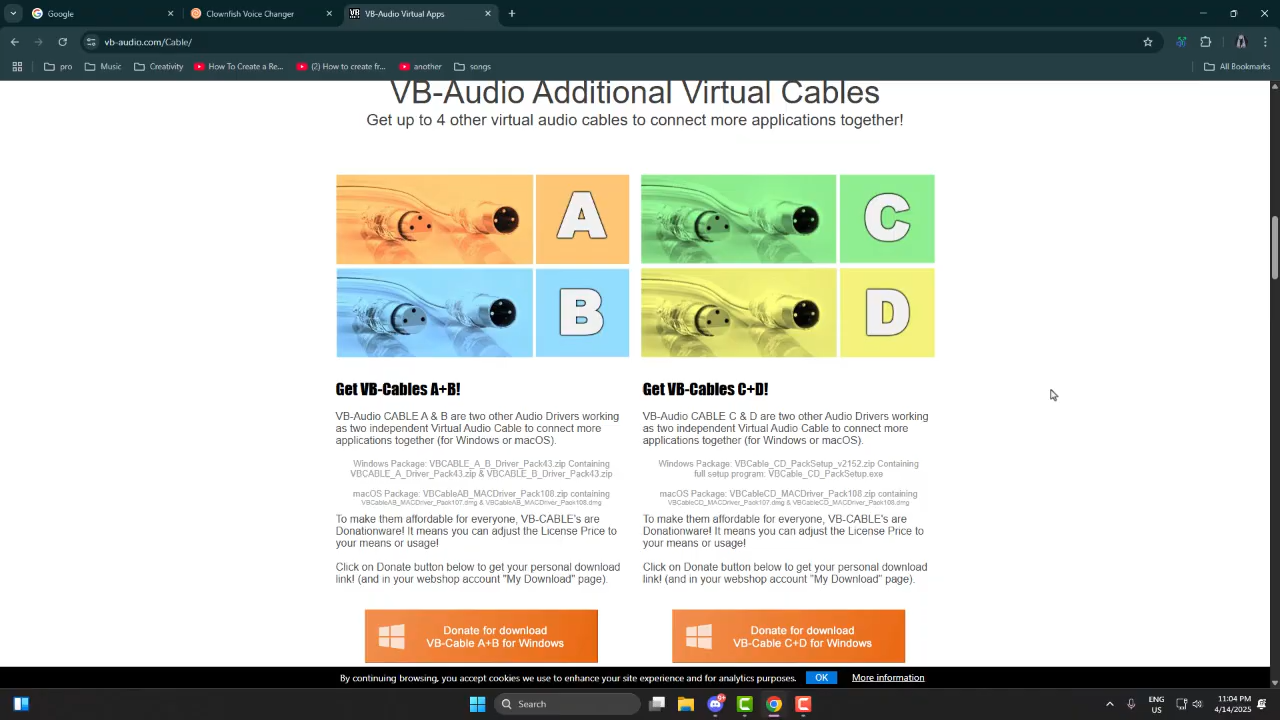 Google
Clownfish Voice Changer
VB-Audio Virtual Apps
vb-audio.com/Cable/
pro
Music
Creativity
How To Create a Re...
(2) How to create fr...
another
songs
All Bookmarks
VB-Audio Additional Virtual Cables
Get up to 4 other virtual audio cables to connect more applications together!
A
C
B
D
Get VB-Cables A+B!
VB-Audio CABLE A & B are two other Audio Drivers working
as two independent Virtual Audio Cable to connect more
applications together (for Windows or macOS).
Windows Package: VBCABLE_A_B_Driver_Pack43.zip Containing
VBCABLE_A_Driver_Pack43.zip & VBCABLE_B_Driver_Pack43.zip
macOS Package: VBCableAB_MACDriver_Pack108.zip containing
VBCableAB_MACDriver_Pack107.dmg & VBCableAB_MACDriver_Pack108.dmg
To make them affordable for everyone, VB-CABLE's are
Donationware! It means you can adjust the License Price to
your means or usage!
Click on Donate button below to get your personal download
link! (and in your webshop account "My Download" page).
Donate for download
VB-Cable A+B for Windows
Get VB-Cables C+D!
VB-Audio CABLE C & D are two other Audio Drivers working
as two independent Virtual Audio Cable to connect more
applications together (for Windows or macOS).
Windows Package: VBCable_CD_PackSetup_v2152.zip Containing
full setup program: VBCable_CD_PackSetup.exe
macOS Package: VBCableCD_MACDriver_Pack108.zip containing
VBCableCD_MACDriver_Pack107.dmg & VBCableCD_MACDriver_Pack108.dmg
To make them affordable for everyone, VB-CABLE's are
Donationware! It means you can adjust the License Price to
your means or usage!
Click on Donate button below to get your personal download
link! (and in your webshop account "My Download" page).
Donate for download
VB-Cable C+D for Windows
By continuing browsing, you accept cookies we use to enhance your site experience and for analytics purposes.
OK
More information
Search
ENG
US
11:04 PM
4/14/2025